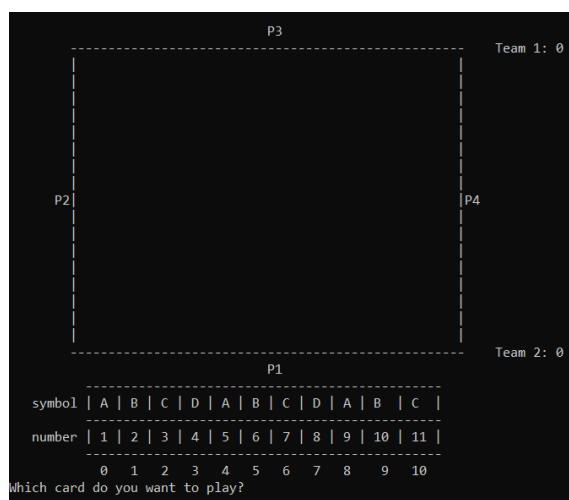 P3
Team 1: 0
P2 P4
Team 2: 0
P1
symbol | A | B | C | D | A | B | C | D | A | B | C |
number | 1 | 2 | 3 | 4 | 5 | 6 | 7 | 8 | 9 | 10 | 11 |
0 1 2 3 4 5 6 7 8 9 10
Which card do you want to play?